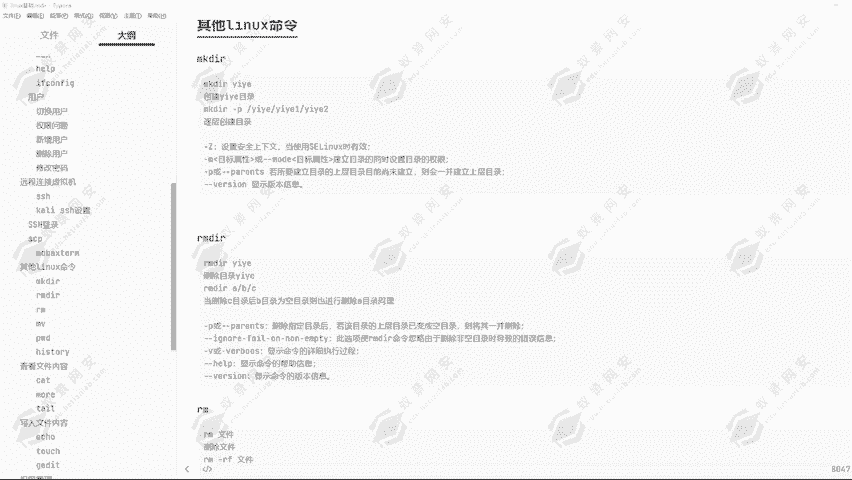 文件
大纲
help
ifconfig
用户
切换用户
权限问题
新增用户
删除用户
修改密码
远程连接虚拟机
ssh
kali ssh设置
SSH登录
scp
mobaxterm
其他linux命令
mkdir
rmdir
rm
mv
pwd
history
查看文件内容
cat
more
tail
写入文件内容
echo
touch
gedit
其他linux命令
mkdir
mkdir yiye
创建yiye目录
mkdir -p /yiye/yiye1/yiye2
逐层创建目录
-Z：设置安全上下文，当使用SELinux时有效；
-m<目标属性>或--mode<目标属性>建立目录的同时设置目录的权限；
-p或--parents 若所要建立目录的上层目录目前尚未建立，则会一并建立上层目录；
--version 显示版本信息。
rmdir
rmdir yiye
删除目录yiye
rmdir a/b/c
当删除c目录后b目录为空目录则也进行删除a目录同理
-p或--parents：删除指定目录后，若该目录的上层目录已变成空目录，则将其一并删除；
--ignore-fail-on-non-empty：此选项使rmdir命令忽略由于删除非空目录时导致的错误信息；
-v或-verboes：显示命令的详细执行过程；
--help：显示命令的帮助信息；
--version：显示命令的版本信息。
rm
rm 文件
删除文件
rm -rf 文件
8047